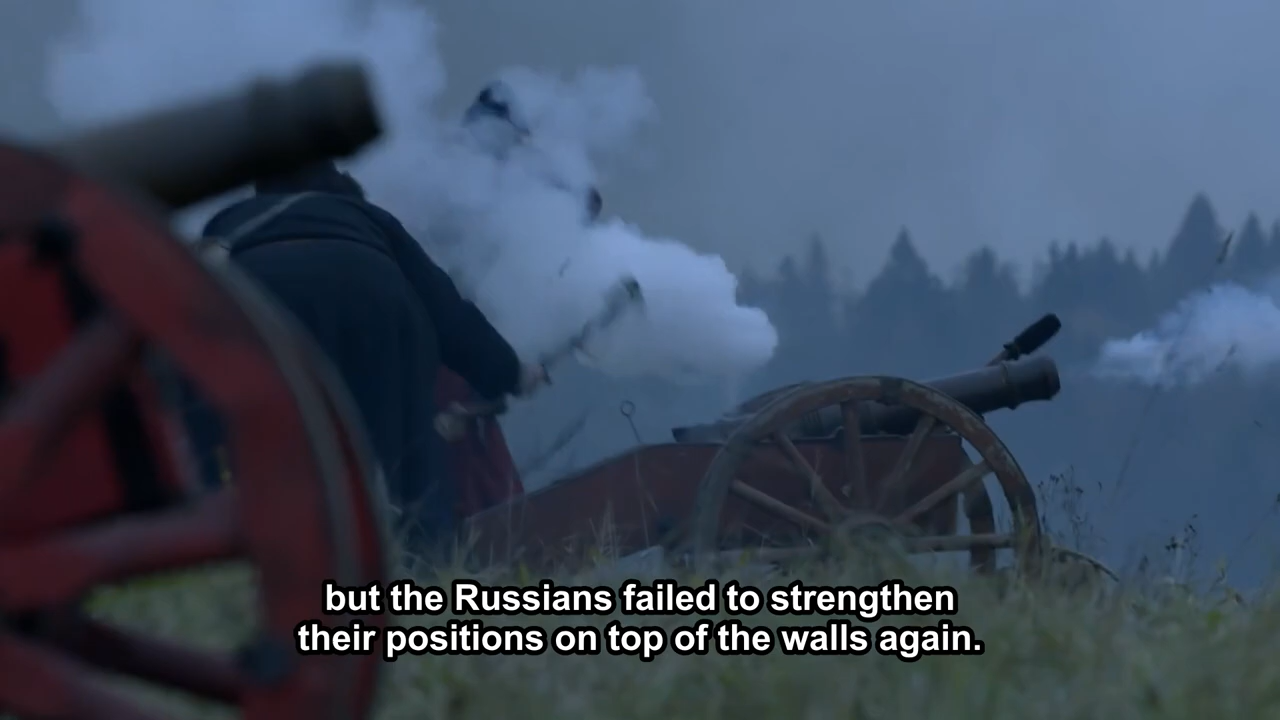 but the Russians failed to strengthen
their positions on top of the walls again.